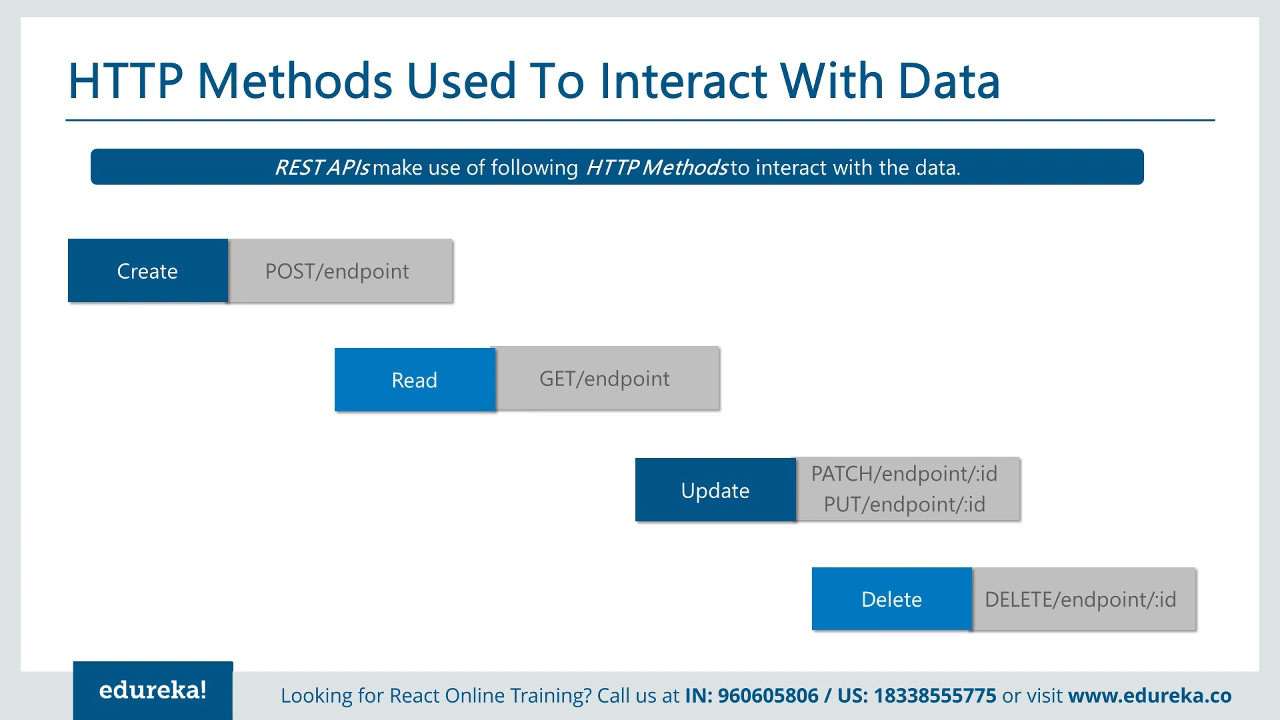 HTTP Methods Used To Interact With Data
REST APIs make use of following HTTP Methods to interact with the data.
Create
POST/endpoint
Read
GET/endpoint
Update
PATCH/endpoint/:id
PUT/endpoint/:id
Delete
DELETE/endpoint/:id
edureka!
Looking for React Online Training? Call us at IN: 960605806 / US: 18338555775 or visit www.edureka.co